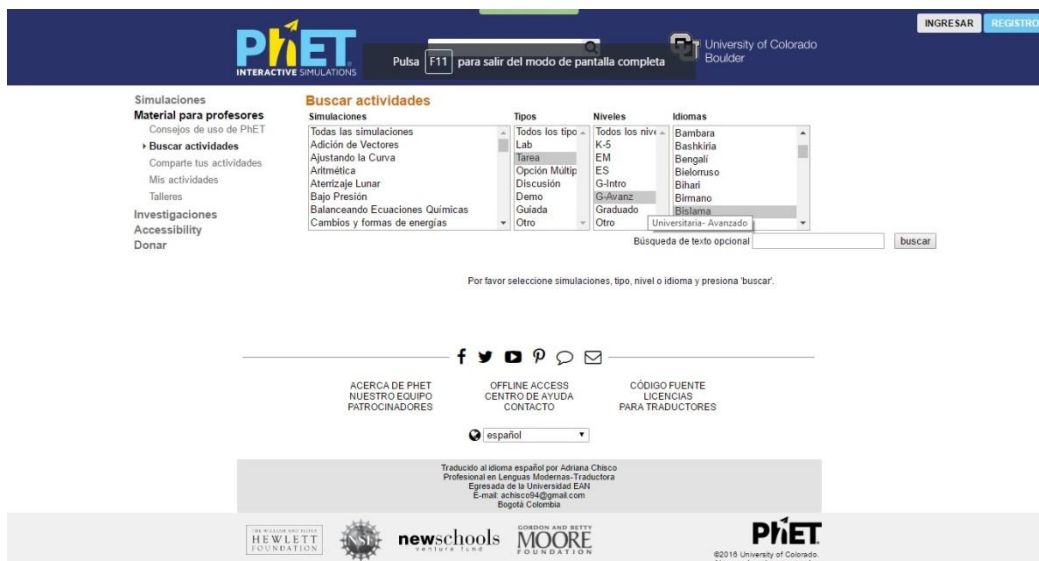 INGRESAR
REGISTRO
PhET
INTERACTIVE SIMULATIONS
Pulsa F11 para salir del modo de pantalla completa
University of Colorado
Boulder
Simulaciones
Material para profesores
Consejos de uso de PhET
Buscar actividades
Comparte tus actividades
Mis actividades
Talleres
Investigaciones
Accessibility
Donar
Buscar actividades
Simulaciones
Todas las simulaciones
Adición de Vectores
Ajustando la Curva
Aritmética
Aterrizaje Lunar
Bajo Presión
Balanceando Ecuaciones Químicas
Cambios y formas de energías
Tipos
Todos los tipo
Lab
Tarea
Opción Múltip
Discusión
Demo
Guiada
Otro
Niveles
Todos los nive
K-5
EM
ES
G-Intro
G-Avanz
Graduado
Otro
Idiomas
Bambara
Bashkiria
Bengalí
Bielorruso
Bihari
Birmano
Bislama
Universitaria- Avanzado
Búsqueda de texto opcional
buscar
Por favor seleccione simulaciones, tipo, nivel o idioma y presiona 'buscar'.
ACERCA DE PHET
NUESTRO EQUIPO
PATROCINADORES
OFFLINE ACCESS
CENTRO DE AYUDA
CONTACTO
CÓDIGO FUENTE
LICENCIAS
PARA TRADUCTORES
español
Traducido al idioma español por Adriana Chisco
Profesional en Lenguas Modernas-Traductora
Egresada de la Universidad EAN
E-mail: achisco94@gmail.com
Bogotá Colombia
THE WILLIAM AND FLORA
HEWLETT
FOUNDATION
NSF
newschools
venture fund
GORDON AND BETTY
MOORE
FOUNDATION
PhET
©2016 University of Colorado.